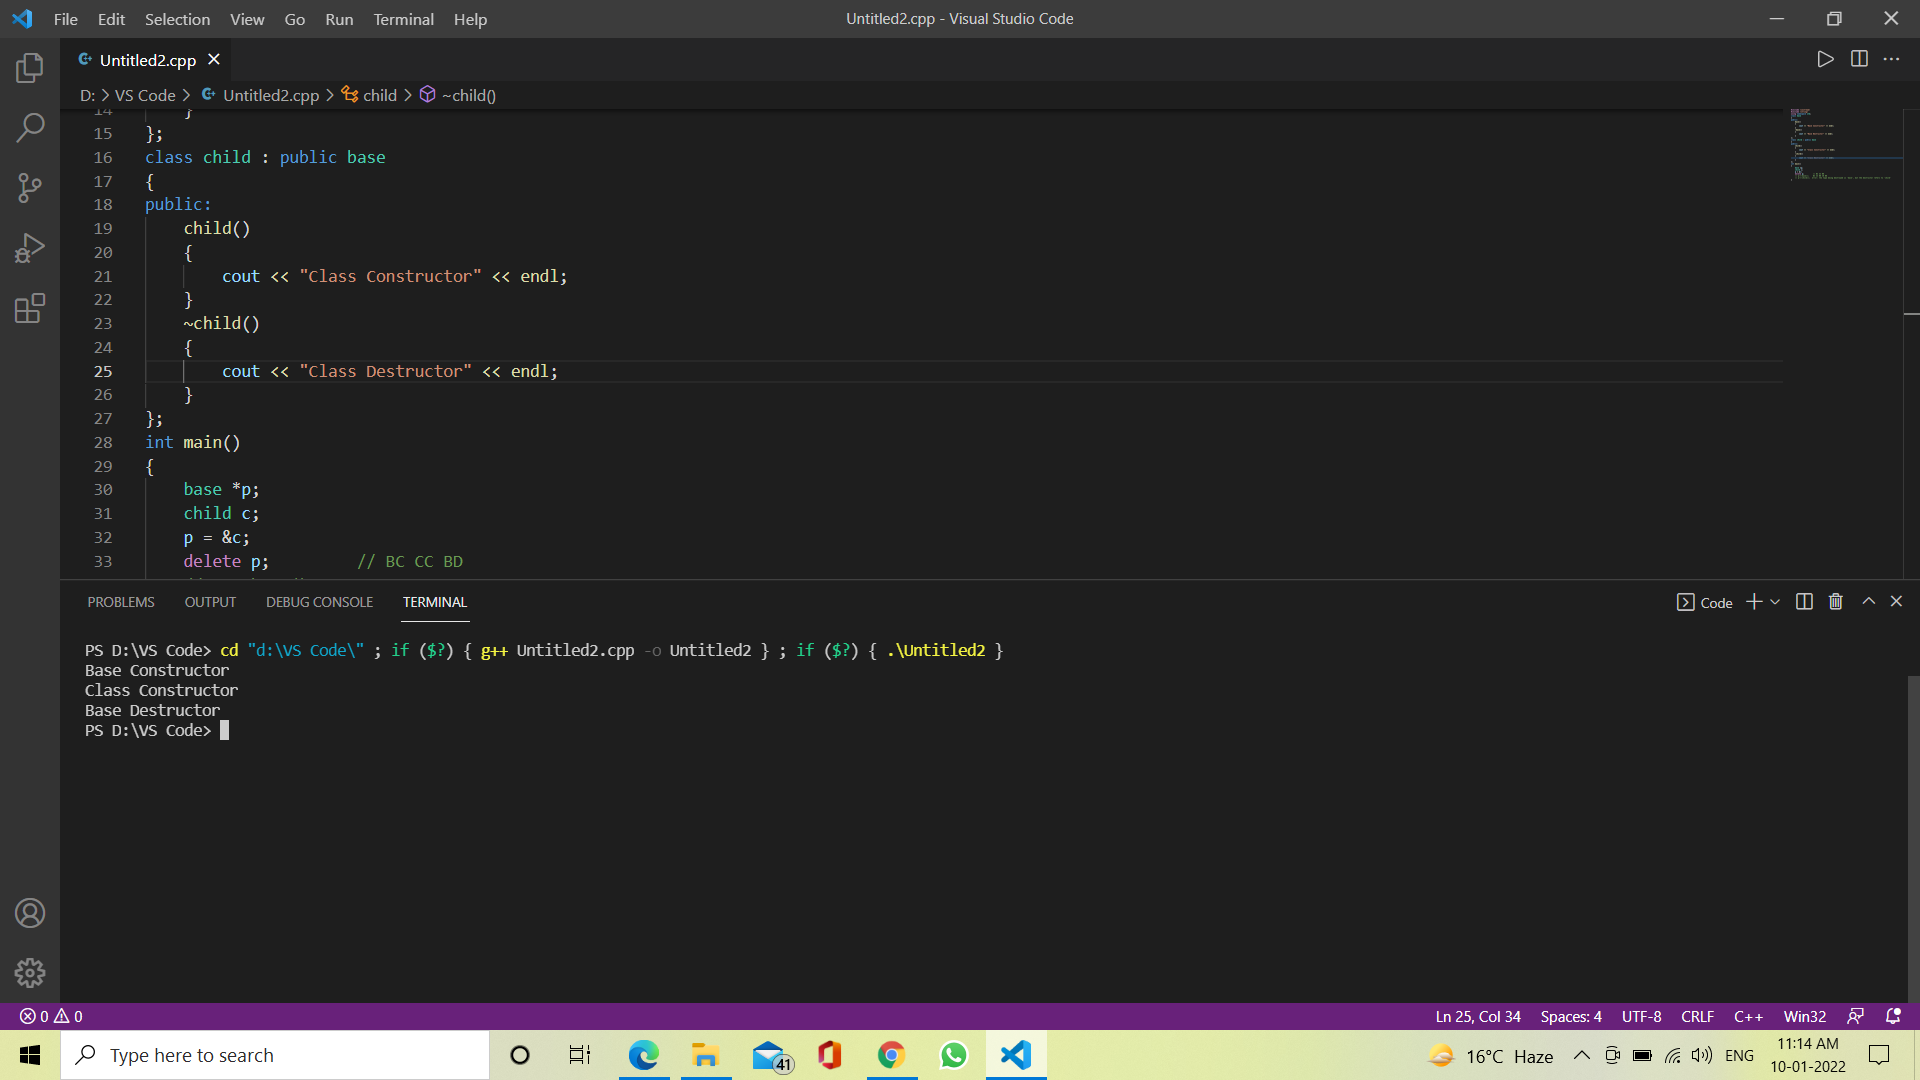 File Edit Selection View Go Run Terminal Help
Untitled2.cpp - Visual Studio Code
Untitled2.cpp
D: > VS Code > Untitled2.cpp > child > ~child()
14 }
15 };
16 class child : public base
17 {
18 public:
19 child()
20 {
21 cout << "Class Constructor" << endl;
22 }
23 ~child()
24 {
25 cout << "Class Destructor" << endl;
26 }
27 };
28 int main()
29 {
30 base *p;
31 child c;
32 p = &c;
33 delete p; // BC CC BD
PROBLEMS OUTPUT DEBUG CONSOLE TERMINAL
Code
PS D:\VS Code> cd "d:\VS Code\" ; if ($?) { g++ Untitled2.cpp -o Untitled2 } ; if ($?) { .\Untitled2 }
Base Constructor
Class Constructor
Base Destructor
PS D:\VS Code>
0 0
Ln 25, Col 34 Spaces: 4 UTF-8 CRLF C++ Win32
Type here to search
41
16°C Haze
ENG
11:14 AM
10-01-2022